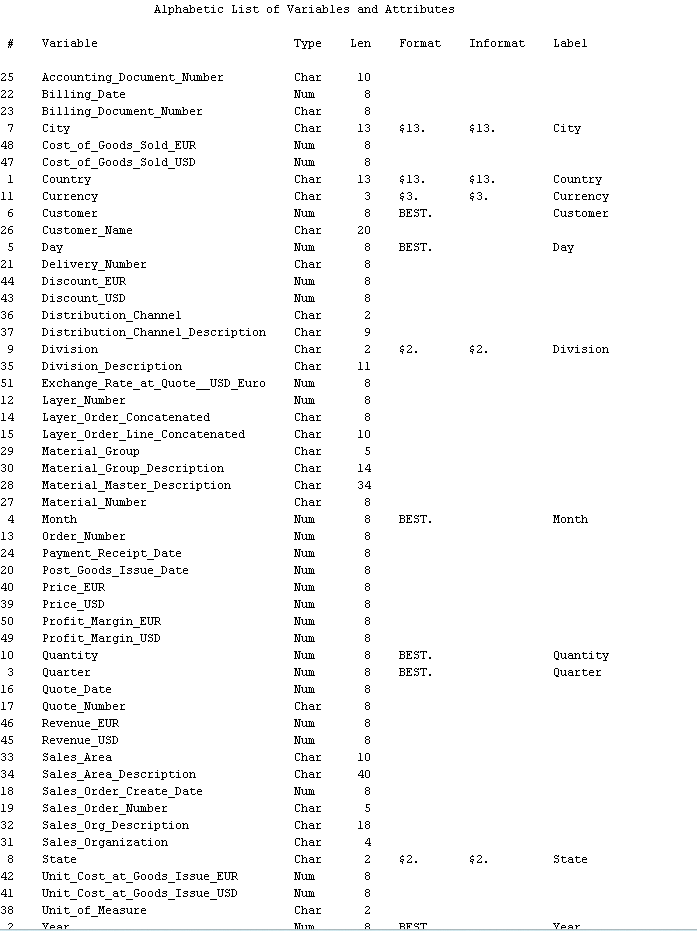 Alphabetic List of Variables and Attributes
# Variable Type Len Format Informat Label
25 Accounting_Document_Number Char 10
22 Billing_Date Num 8
23 Billing_Document_Number Char 8
7 City Char 13 $13. $13. City
48 Cost_of_Goods_Sold_EUR Num 8
47 Cost_of_Goods_Sold_USD Num 8
1 Country Char 13 $13. $13. Country
11 Currency Char 3 $3. $3. Currency
6 Customer Num 8 BEST. Customer
26 Customer_Name Char 20
5 Day Num 8 BEST. Day
21 Delivery_Number Char 8
44 Discount_EUR Num 8
43 Discount_USD Num 8
36 Distribution_Channel Char 2
37 Distribution_Channel_Description Char 9
9 Division Char 2 $2. $2. Division
35 Division_Description Char 11
51 Exchange_Rate_at_Quote__USD_Euro Num 8
12 Layer_Number Num 8
14 Layer_Order_Concatenated Char 8
15 Layer_Order_Line_Concatenated Char 10
29 Material_Group Char 5
30 Material_Group_Description Char 14
28 Material_Master_Description Char 34
27 Material_Number Char 8
4 Month Num 8 BEST. Month
13 Order_Number Num 8
24 Payment_Receipt_Date Num 8
20 Post_Goods_Issue_Date Num 8
40 Price_EUR Num 8
39 Price_USD Num 8
50 Profit_Margin_EUR Num 8
49 Profit_Margin_USD Num 8
10 Quantity Num 8 BEST. Quantity
3 Quarter Num 8 BEST. Quarter
16 Quote_Date Num 8
17 Quote_Number Char 8
46 Revenue_EUR Num 8
45 Revenue_USD Num 8
33 Sales_Area Char 10
34 Sales_Area_Description Char 40
18 Sales_Order_Create_Date Num 8
19 Sales_Order_Number Char 5
32 Sales_Org_Description Char 18
31 Sales_Organization Char 4
8 State Char 2 $2. $2. State
42 Unit_Cost_at_Goods_Issue_EUR Num 8
41 Unit_Cost_at_Goods_Issue_USD Num 8
38 Unit_of_Measure Char 2
2 Year Num 8 BEST. Year